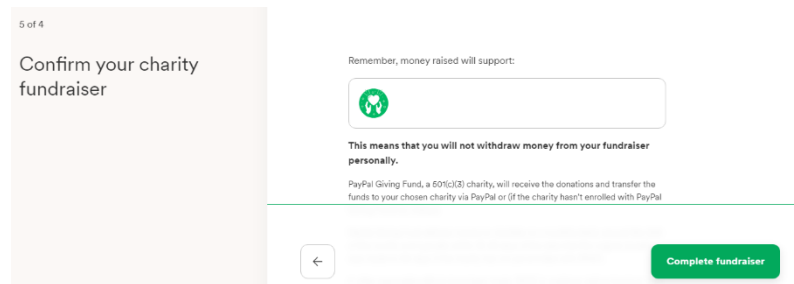 5 of 4
Confirm your charity
fundraiser
Remember, money raised will support:
This means that you will not withdraw money from your fundraiser
personally.
PayPal Giving Fund, a 501(c)(3) charity, will receive the donations and transfer the
funds to your chosen charity via PayPal or (if the charity hasn't enrolled with PayPal
Complete fundraiser